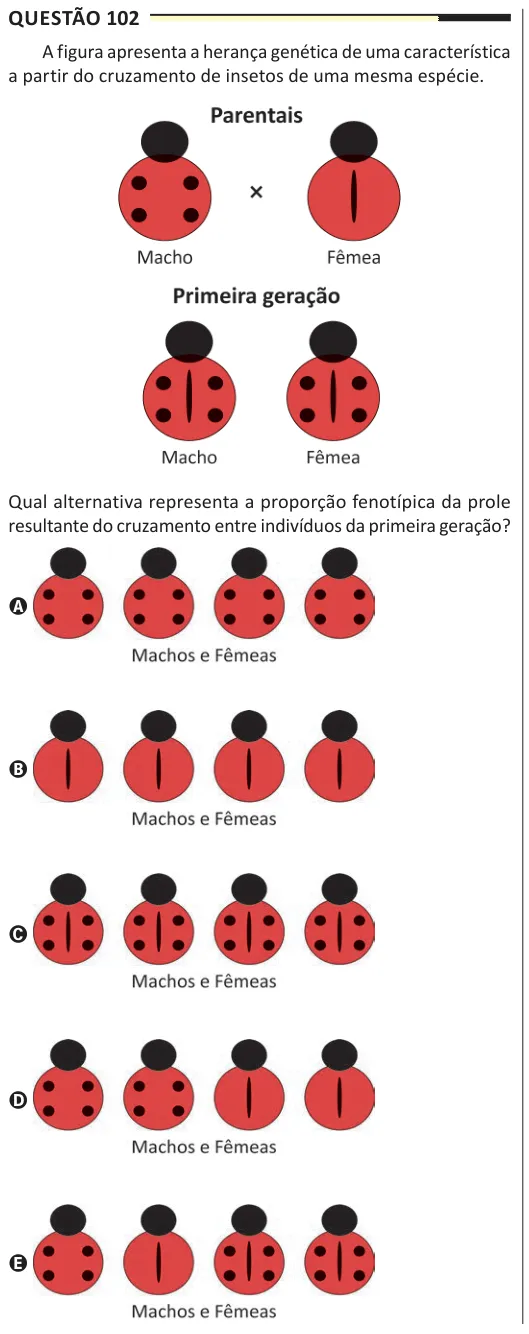 QUESTÃO 102
A figura apresenta a herança genética de uma característica
a partir do cruzamento de insetos de uma mesma espécie.
Parentais
×
Macho Fêmea
Primeira geração
Macho Fêmea
Qual alternativa representa a proporção fenotípica da prole
resultante do cruzamento entre indivíduos da primeira geração?
A
Machos e Fêmeas
B
Machos e Fêmeas
C
Machos e Fêmeas
D
Machos e Fêmeas
E
Machos e Fêmeas